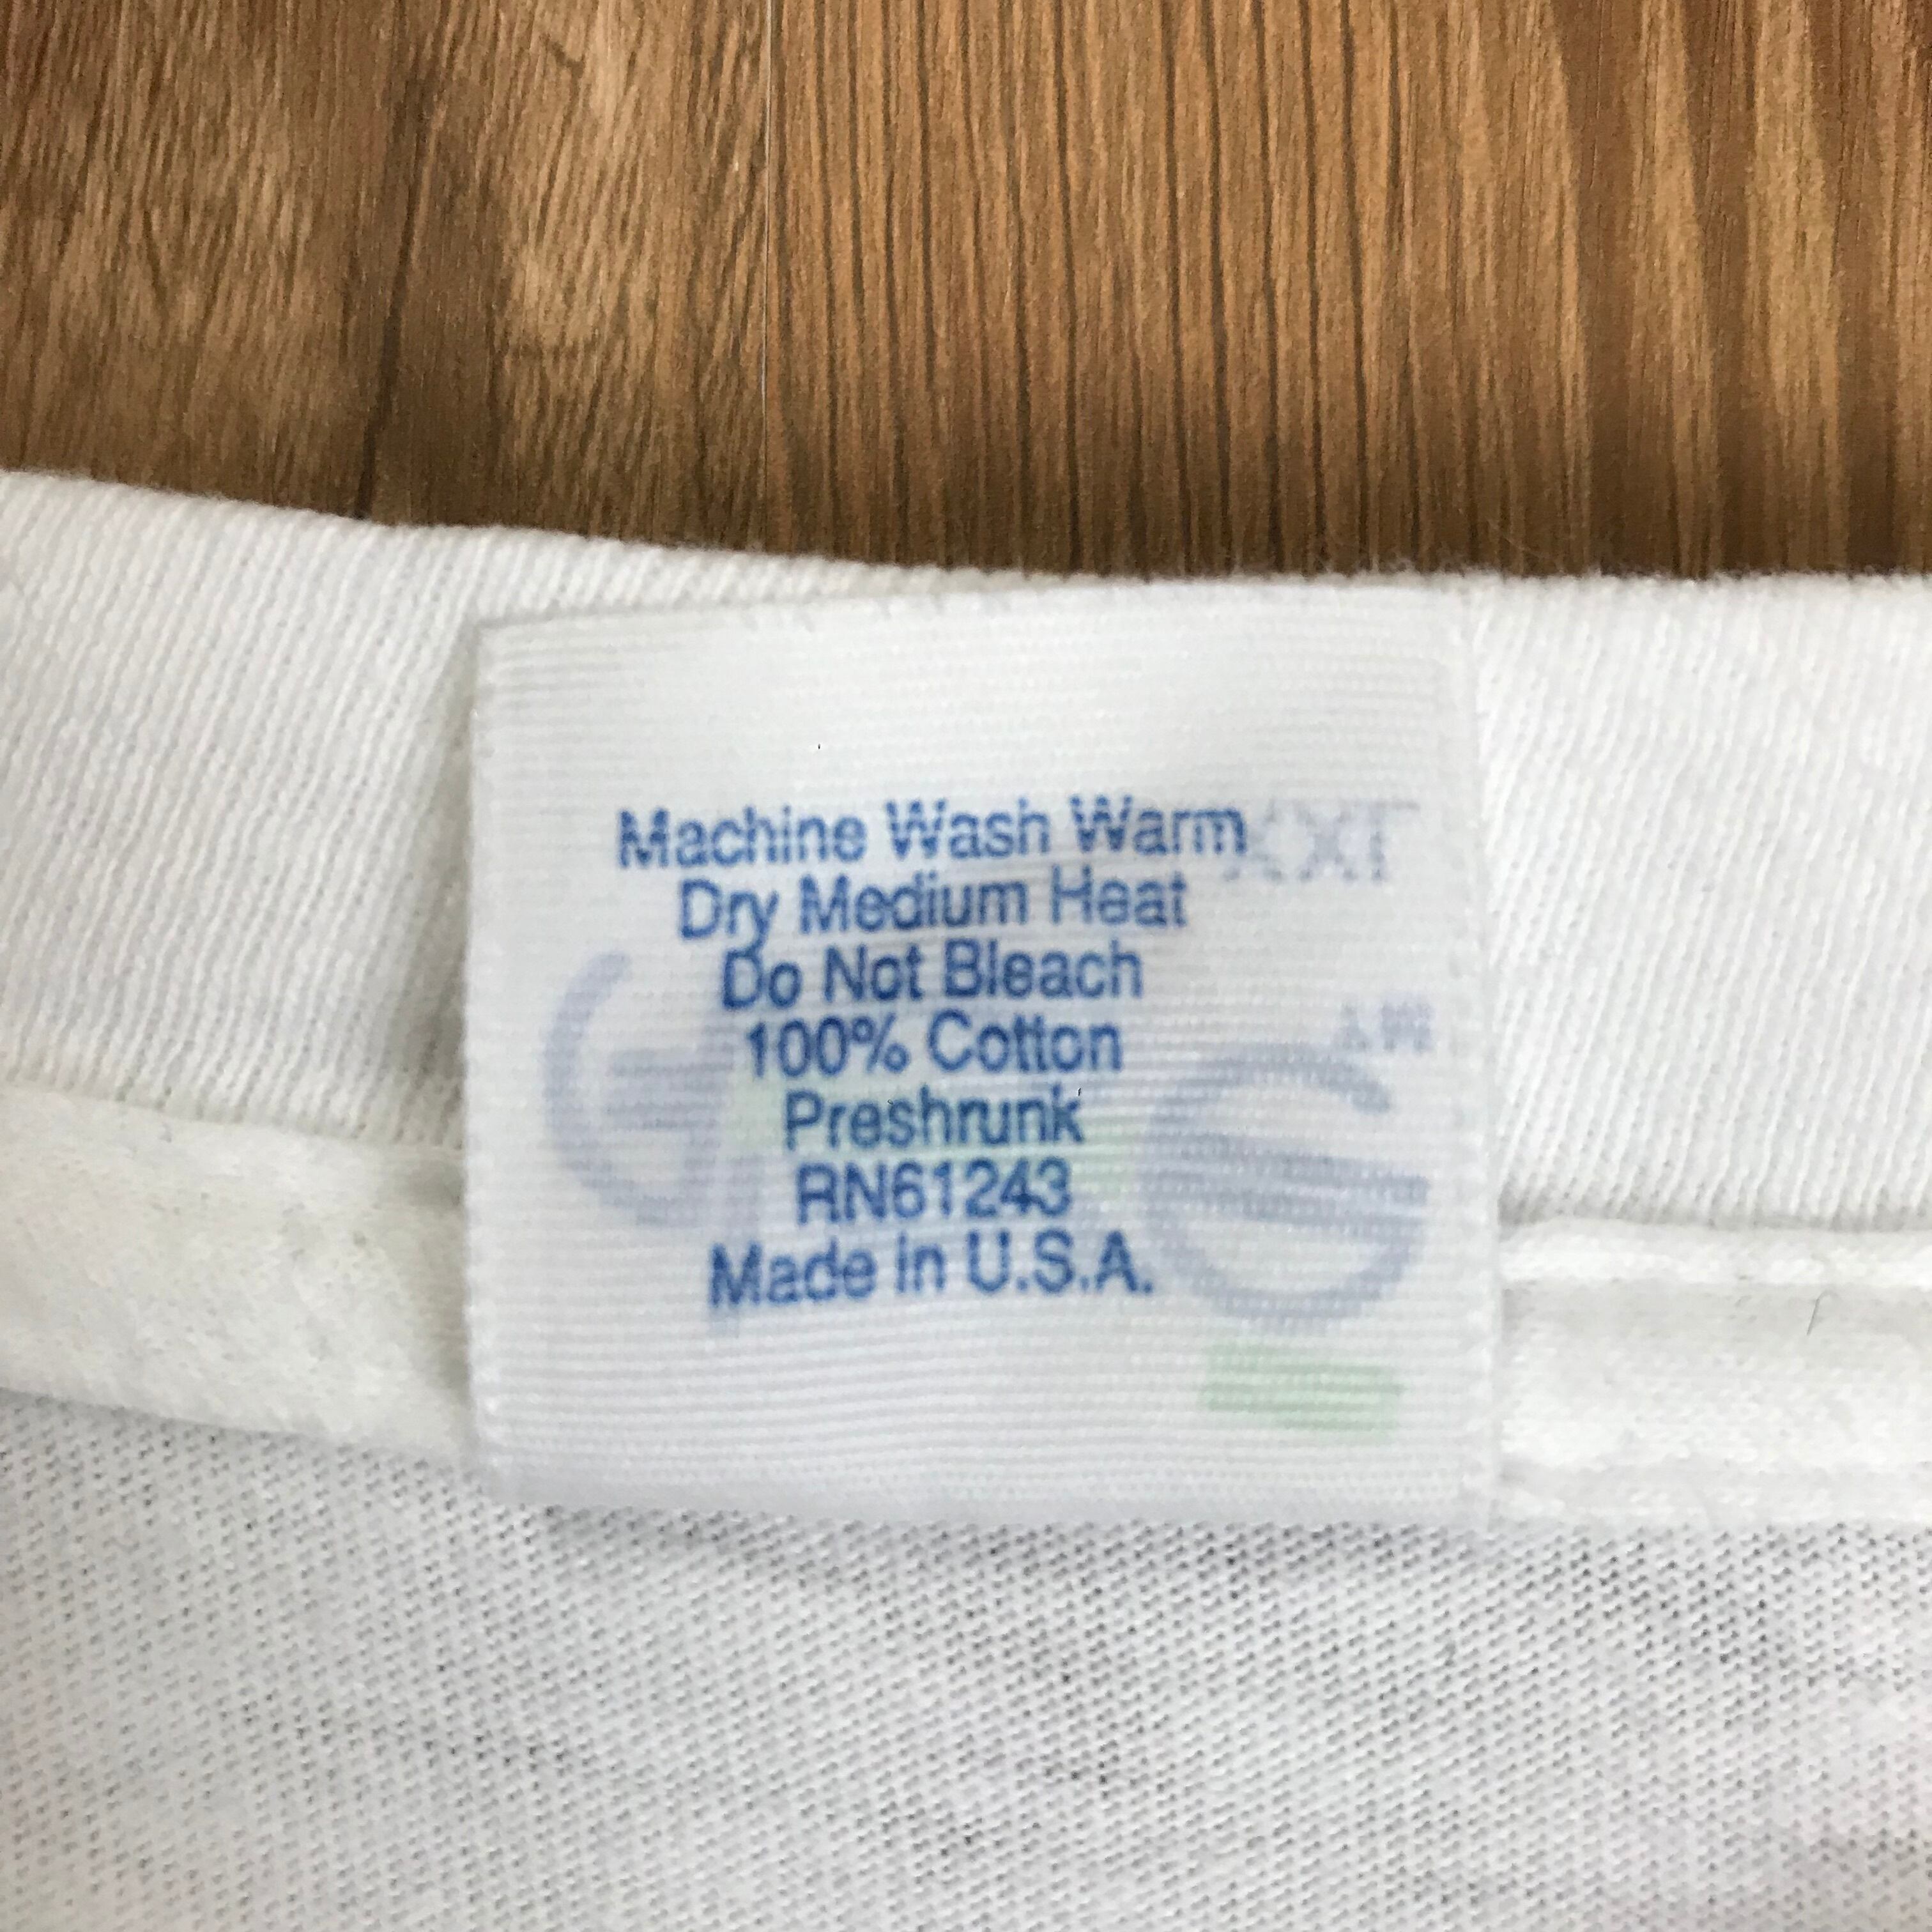 Machine Wash Warm
Dry Medium Heat
Do Not Bleach
100% Cotton
Preshrunk
RN61243
Made in U.S.A.